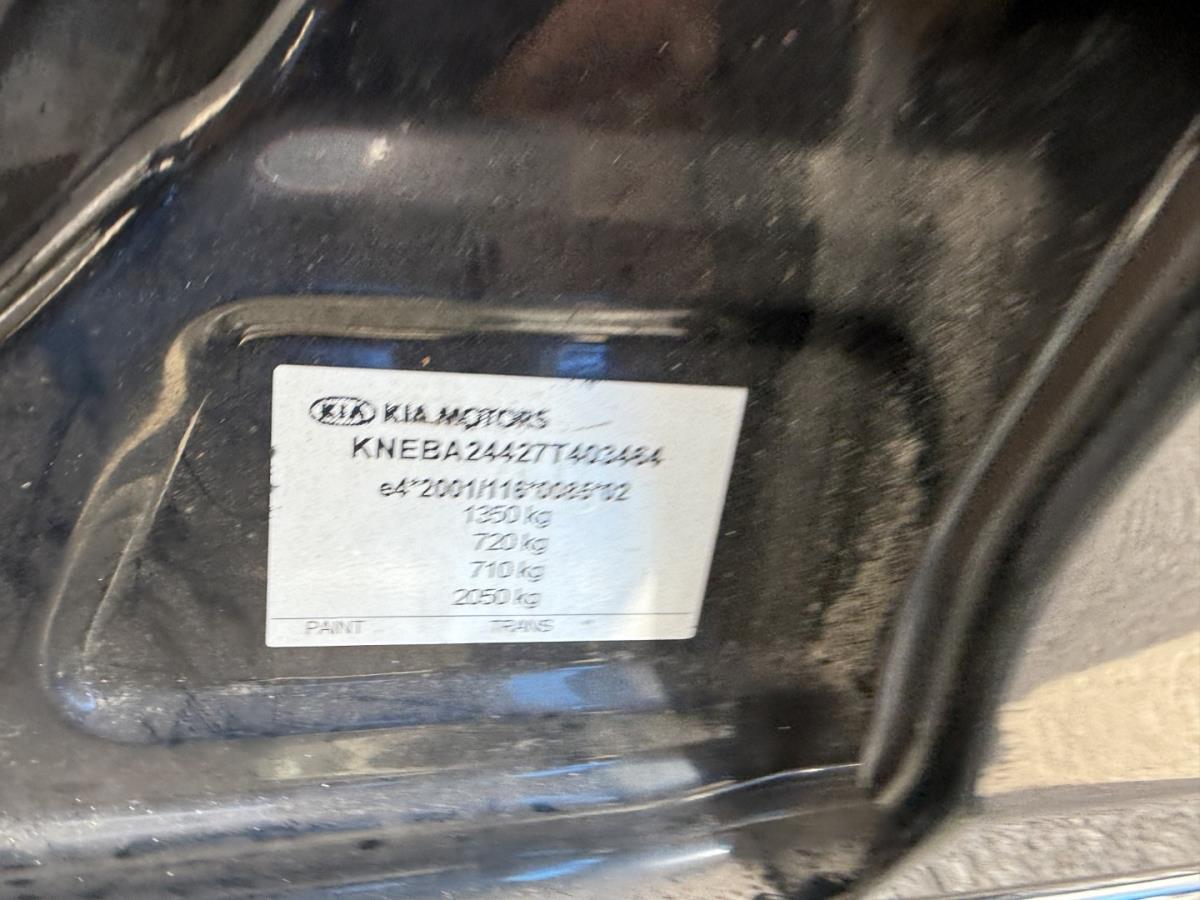 KIA KIA MOTORS
KNEBA24427T403484
e4*2001/116*0085*02
1350 kg
720 kg
710 kg
2050 kg
PAINT TRANS